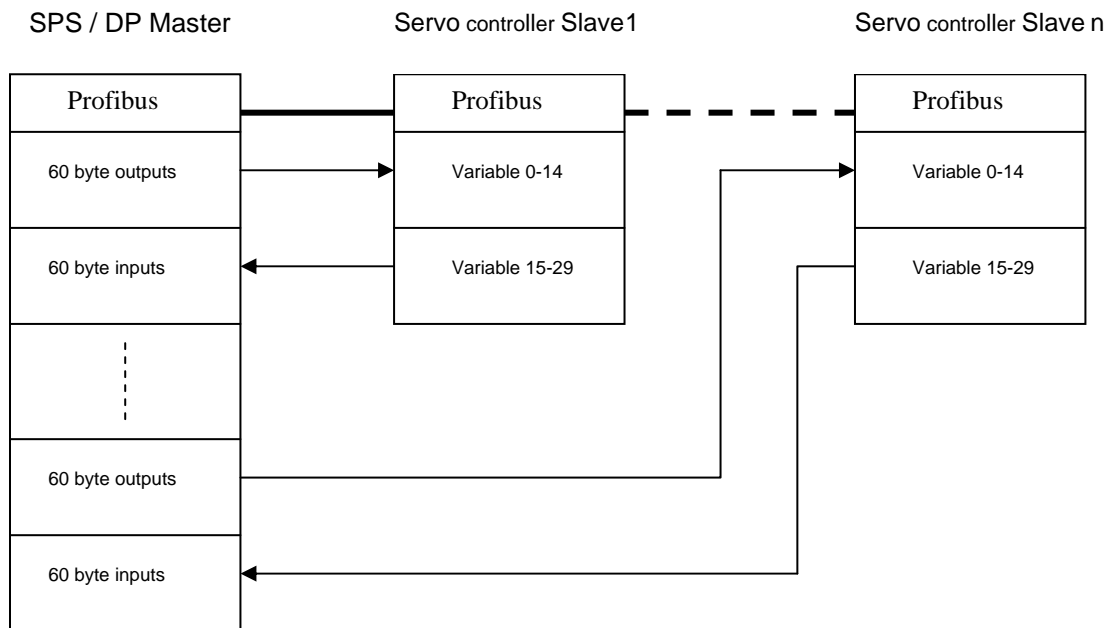 SPS / DP Master
Servo controller Slave1
Servo controller Slave n
Profibus
Profibus
Profibus
60 byte outputs
Variable 0-14
Variable 0-14
60 byte inputs
Variable 15-29
Variable 15-29
60 byte outputs
60 byte inputs